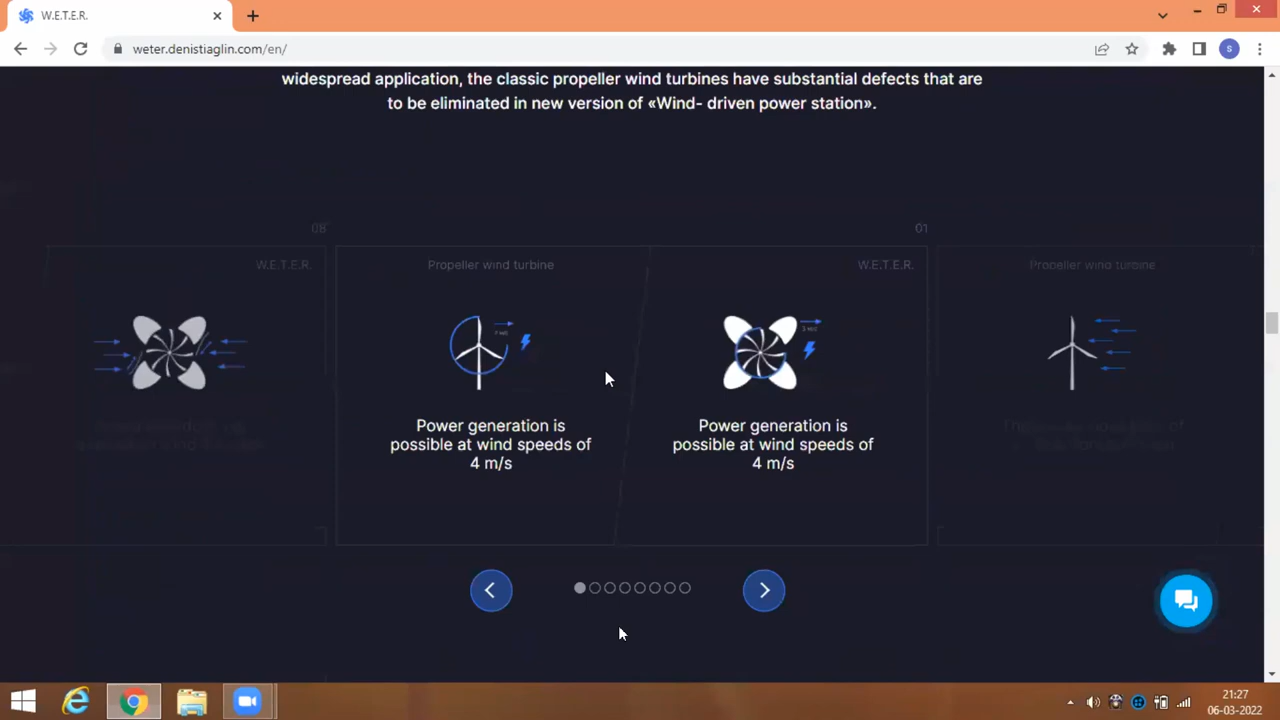 W.E.T.E.R.
weter.denistiaglin.com/en/
S
widespread application, the classic propeller wind turbines have substantial defects that are
to be eliminated in new version of «Wind- driven power station».
08
01
W.E.T.E.R.
Propeller wind turbine
W.E.T.E.R.
Propeller wind turbine
Power generation is
possible at wind speeds of
4 m/s
Power generation is
possible at wind speeds of
4 m/s
21:27
06-03-2022